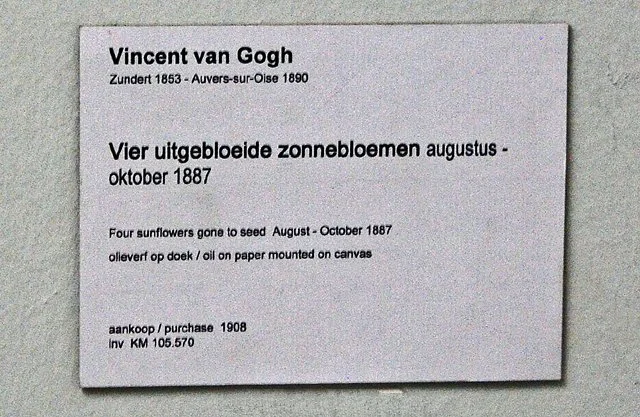 Vincent van Gogh
Zundert 1853 - Auvers-sur-Oise 1890
Vier uitgebloeide zonnebloemen augustus -
oktober 1887
Four sunflowers gone to seed August - October 1887
olieverf op doek / oil on paper mounted on canvas
aankoop / purchase 1908
inv KM 105.570